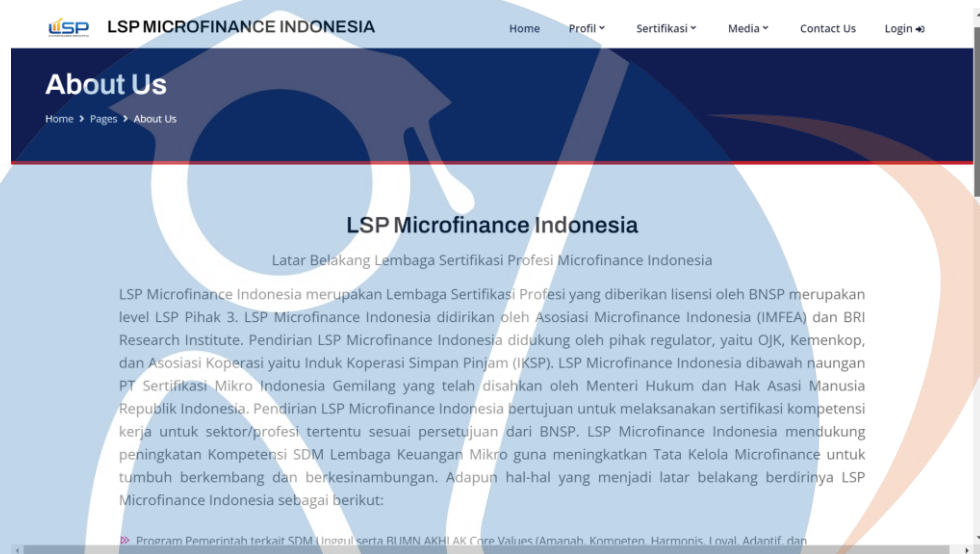 LSP LSP MICROFINANCE INDONESIA Home Profil Sertifikasi Media Contact Us Login
About Us
Home > Pages > About Us
LSP Microfinance Indonesia
Latar Belakang Lembaga Sertifikasi Profesi Microfinance Indonesia
LSP Microfinance Indonesia merupakan Lembaga Sertifikasi Profesi yang diberikan lisensi oleh BNSP merupakan
level LSP Pihak 3. LSP Microfinance Indonesia didirikan oleh Asosiasi Microfinance Indonesia (IMFEA) dan BRI
Research Institute. Pendirian LSP Microfinance Indonesia didukung oleh pihak regulator, yaitu OJK, Kemenkop,
dan Asosiasi Koperasi yaitu Induk Koperasi Simpan Pinjam (IKSP). LSP Microfinance Indonesia dibawah naungan
PT Sertifikasi Mikro Indonesia Gemilang yang telah disahkan oleh Menteri Hukum dan Hak Asasi Manusia
Republik Indonesia. Pendirian LSP Microfinance Indonesia bertujuan untuk melaksanakan sertifikasi kompetensi
kerja untuk sektor/profesi tertentu sesuai persetujuan dari BNSP. LSP Microfinance Indonesia mendukung
peningkatan Kompetensi SDM Lembaga Keuangan Mikro guna meningkatkan Tata Kelola Microfinance untuk
tumbuh berkembang dan berkesinambungan. Adapun hal-hal yang menjadi latar belakang berdirinya LSP
Microfinance Indonesia sebagai berikut:
Program Pemerintah terkait SDM Unggul serta BUMN AKHLAK Core Values (Amanah, Kompeten, Harmonis, Loyal, Adaptif, dan